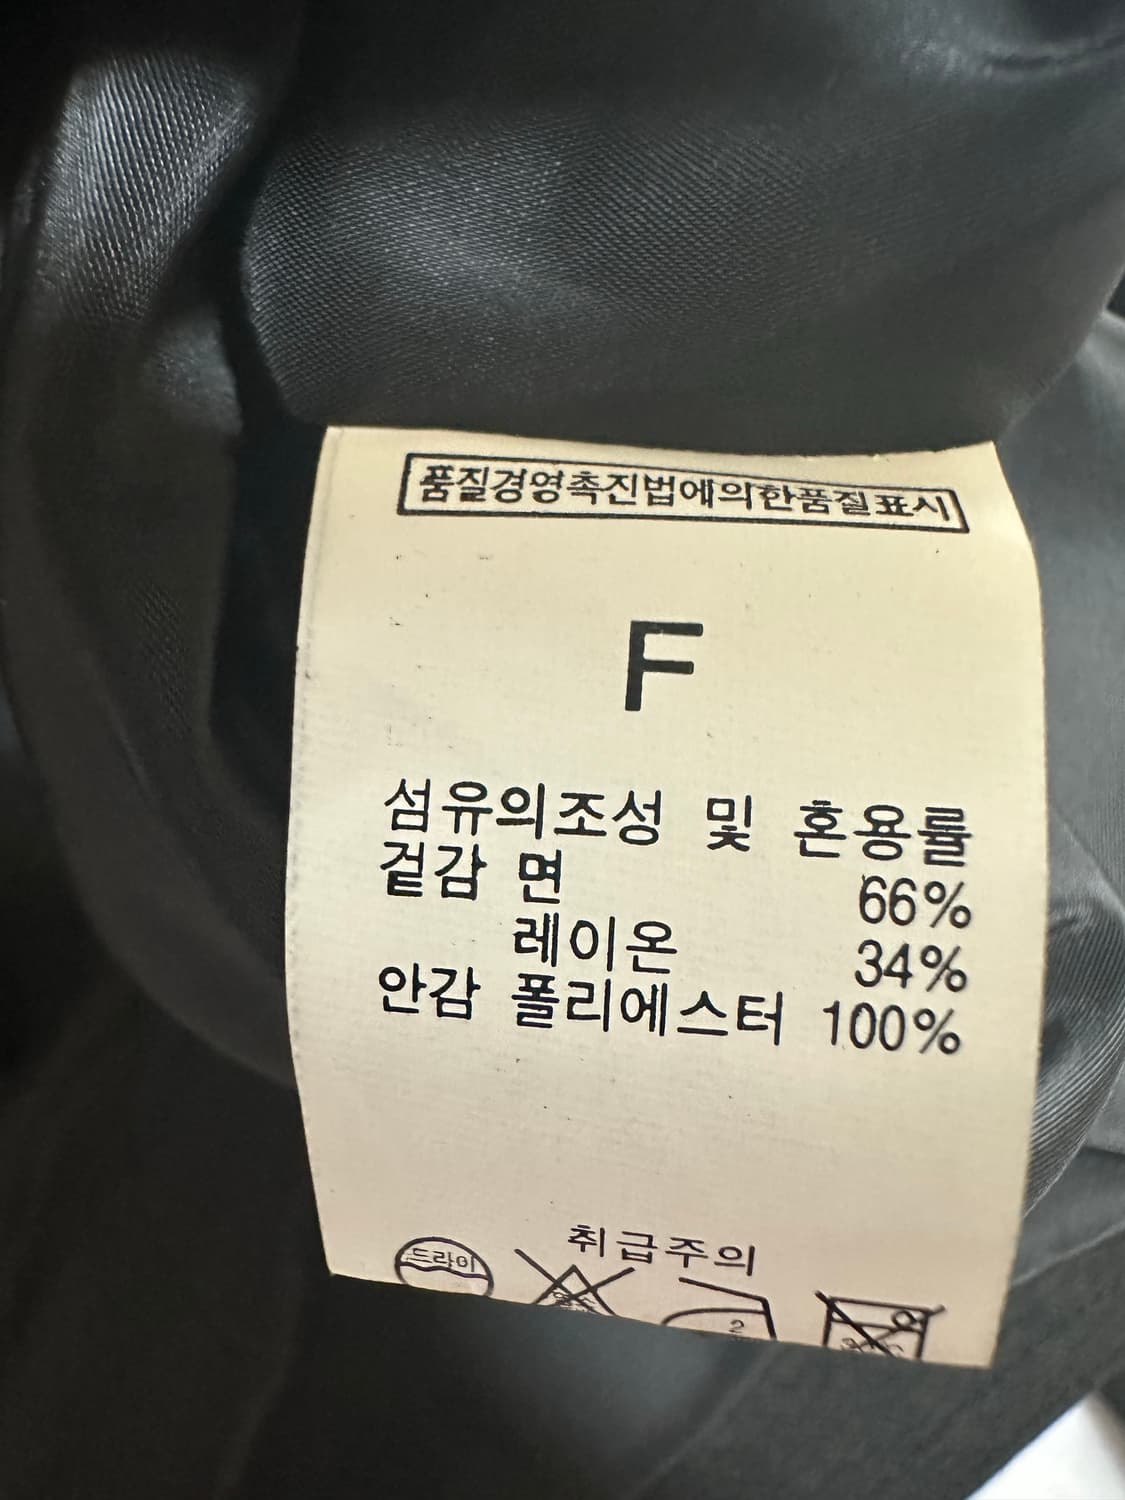 품질경영촉진법에의한품질표시
F
섬유의조성 및 혼용률
겉감 면 66%
레이온 34%
안감 폴리에스터 100%
취급주의
드라이
2